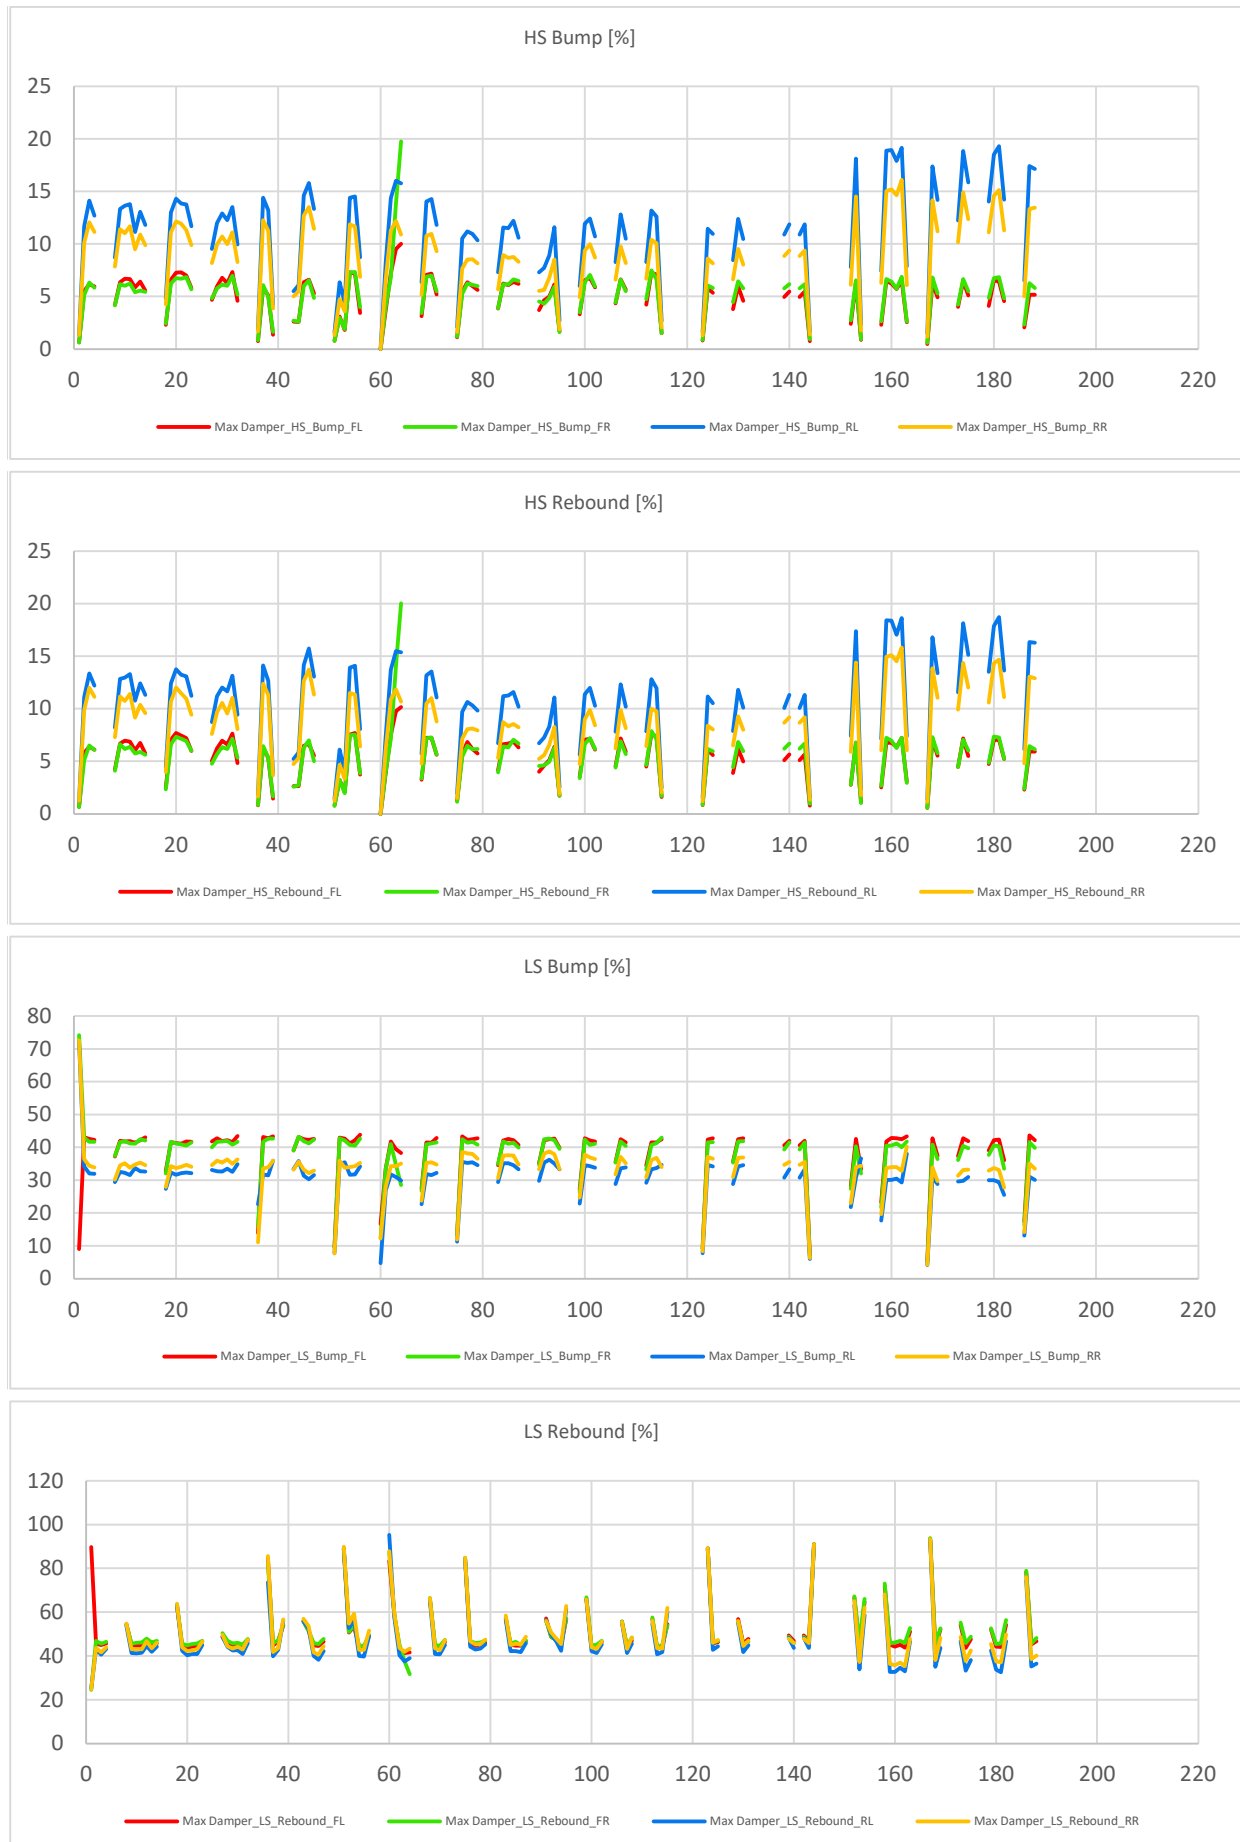 HS Bump [%]
25
20
15
10
5
0
0 20 40 60 80 100 120 140 160 180 200 220
Max Damper_HS_Bump_FL Max Damper_HS_Bump_FR Max Damper_HS_Bump_RL Max Damper_HS_Bump_RR
HS Rebound [%]
25
20
15
10
5
0
0 20 40 60 80 100 120 140 160 180 200 220
Max Damper_HS_Rebound_FL Max Damper_HS_Rebound_FR Max Damper_HS_Rebound_RL Max Damper_HS_Rebound_RR
LS Bump [%]
80
70
60
50
40
30
20
10
0
0 20 40 60 80 100 120 140 160 180 200 220
Max Damper_LS_Bump_FL Max Damper_LS_Bump_FR Max Damper_LS_Bump_RL Max Damper_LS_Bump_RR
LS Rebound [%]
120
100
80
60
40
20
0
0 20 40 60 80 100 120 140 160 180 200 220
Max Damper_LS_Rebound_FL Max Damper_LS_Rebound_FR Max Damper_LS_Rebound_RL Max Damper_LS_Rebound_RR